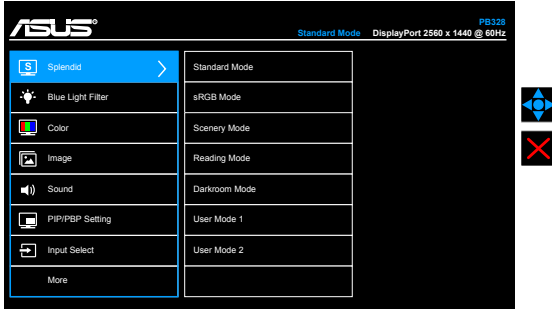 ASUS
PB328
Standard Mode DisplayPort 2560 x 1440 @ 60Hz
S Splendid
Standard Mode
Blue Light Filter
sRGB Mode
Color
Scenery Mode
Image
Reading Mode
Sound
Darkroom Mode
PIP/PBP Setting
User Mode 1
Input Select
User Mode 2
More